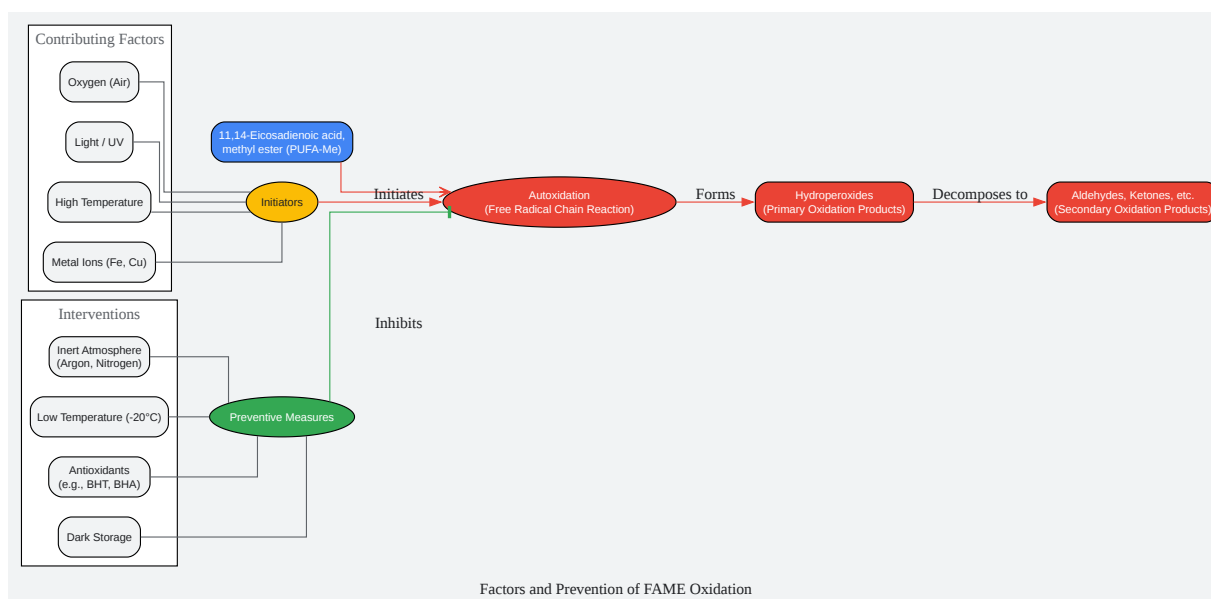 Contributing Factors
Oxygen (Air)
Light / UV
High Temperature
Metal Ions (Fe, Cu)
Initiators
11,14-Eicosadienoic acid,
methyl ester (PUFA-Me)
Initiates
Autoxidation
(Free Radical Chain Reaction)
Forms
Hydroperoxides
(Primary Oxidation Products)
Decomposes to
Aldehydes, Ketones, etc.
(Secondary Oxidation Products)
Interventions
Inert Atmosphere
(Argon, Nitrogen)
Low Temperature (-20°C)
Antioxidants
(e.g., BHT, BHA)
Dark Storage
Preventive Measures
Inhibits
Factors and Prevention of FAME Oxidation